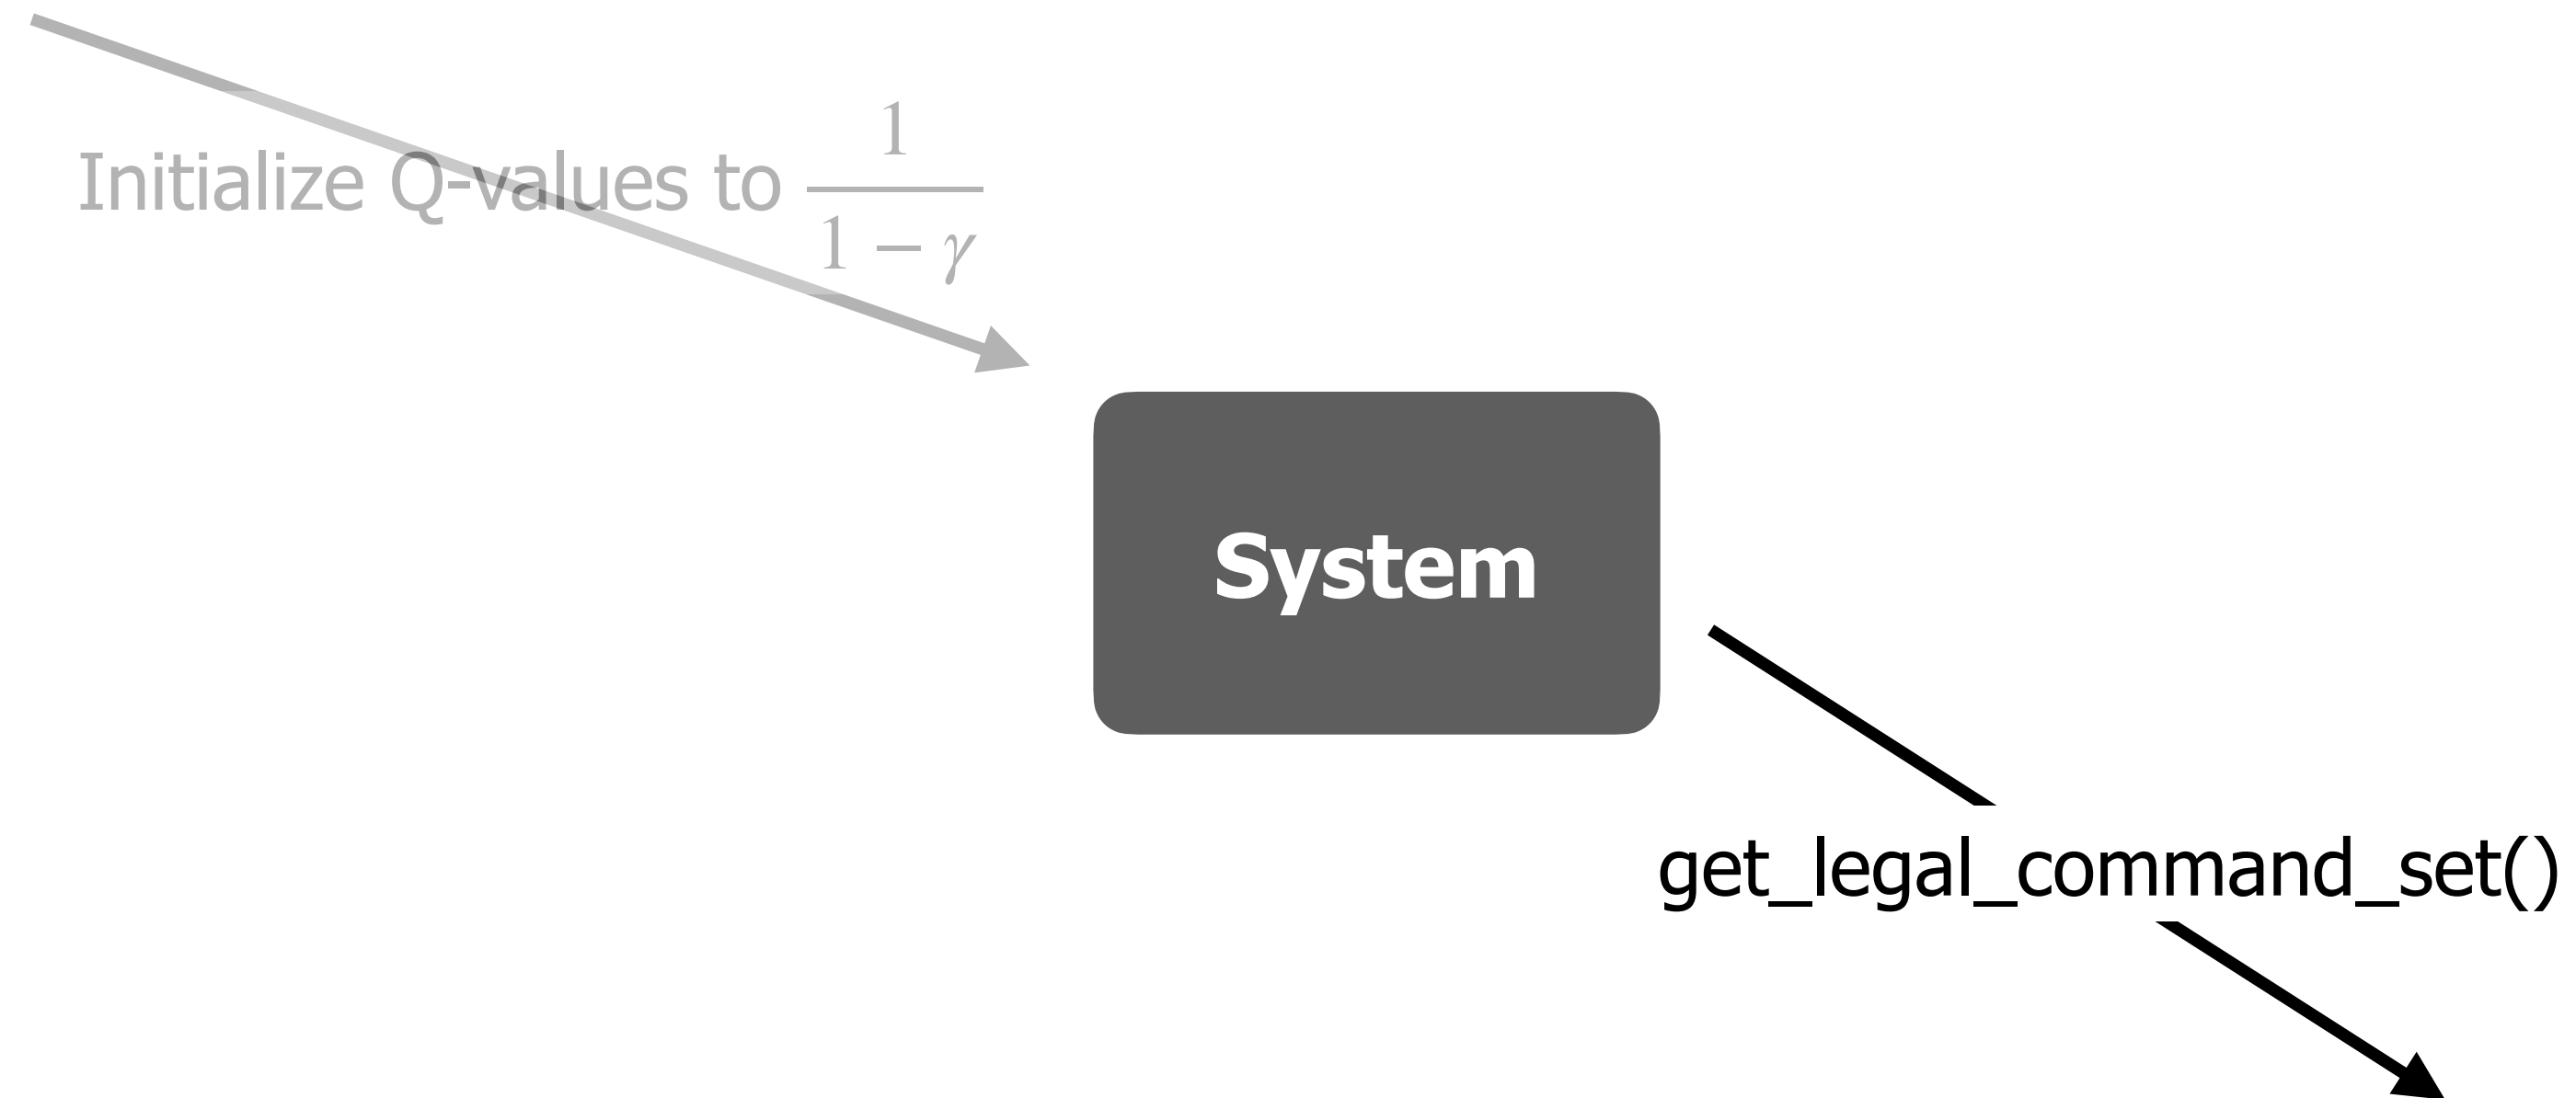 Initialize Q-values to 1/(1 − γ)
System
get_legal_command_set()